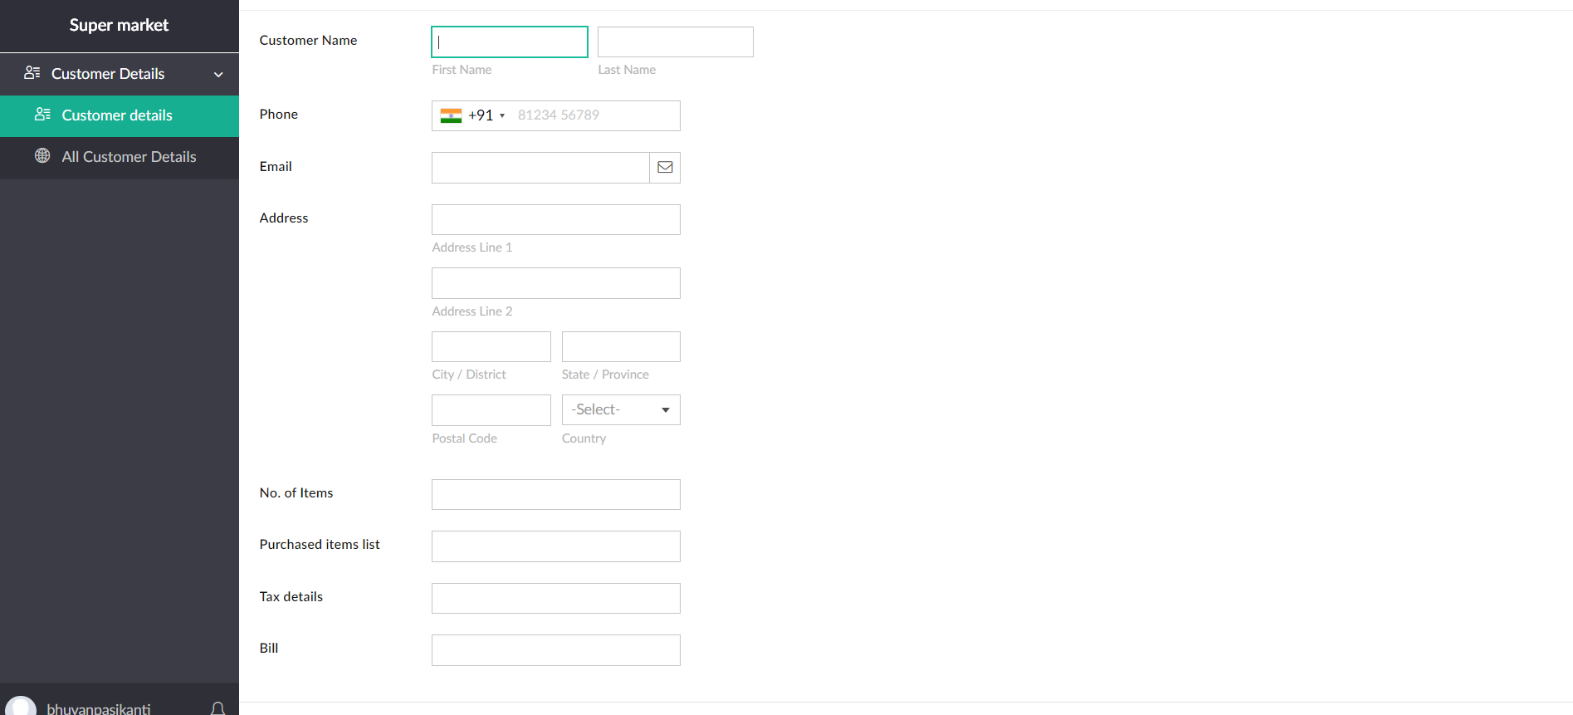 Super market
Customer Details
Customer details
All Customer Details
bhuvanpasikanti
Customer Name
First Name
Last Name
Phone
+91 81234 56789
Email
Address
Address Line 1
Address Line 2
City / District
State / Province
-Select-
Postal Code
Country
No. of Items
Purchased items list
Tax details
Bill